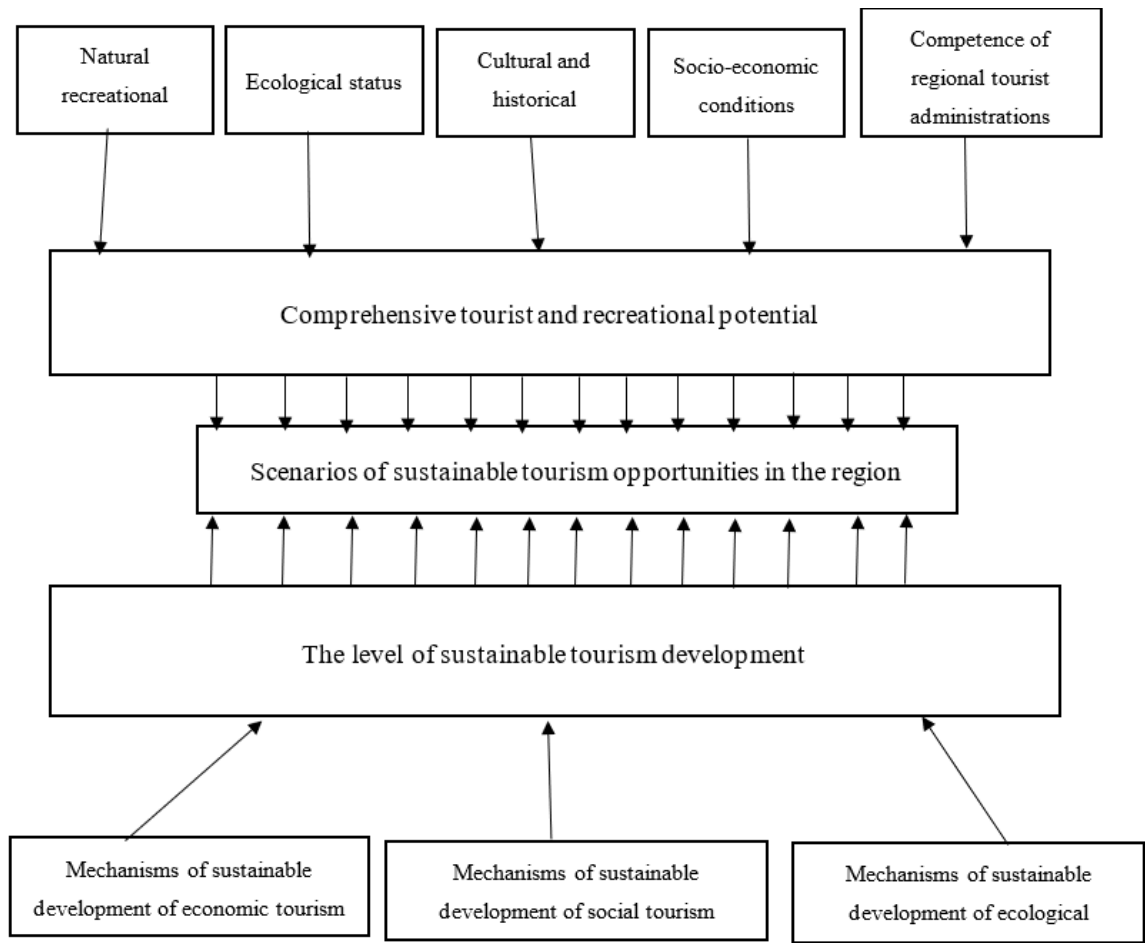 Natural
recreational
Ecological status
Cultural and
historical
Socio-economic
conditions
Competence of
regional tourist
administrations
Comprehensive tourist and recreational potential
Scenarios of sustainable tourism opportunities in the region
The level of sustainable tourism development
Mechanisms of sustainable
development of economic tourism
Mechanisms of sustainable
development of social tourism
Mechanisms of sustainable
development of ecological